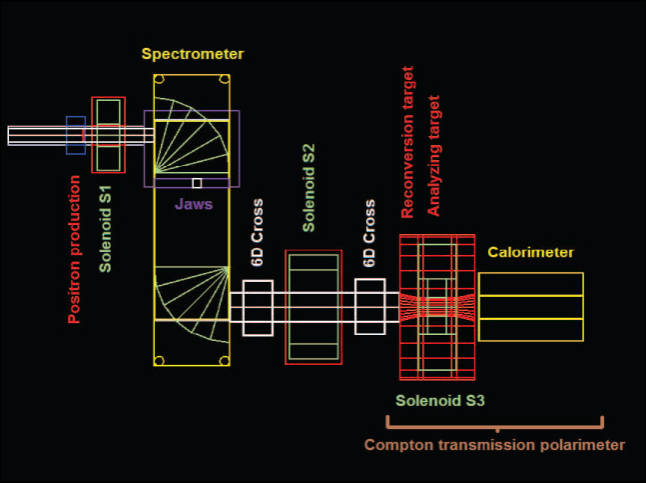 Spectrometer
Positron production
Solenoid S1
Jaws
6D Cross
Solenoid S2
6D Cross
Reconversion target
Analyzing target
Calorimeter
Solenoid S3
Compton transmission polarimeter